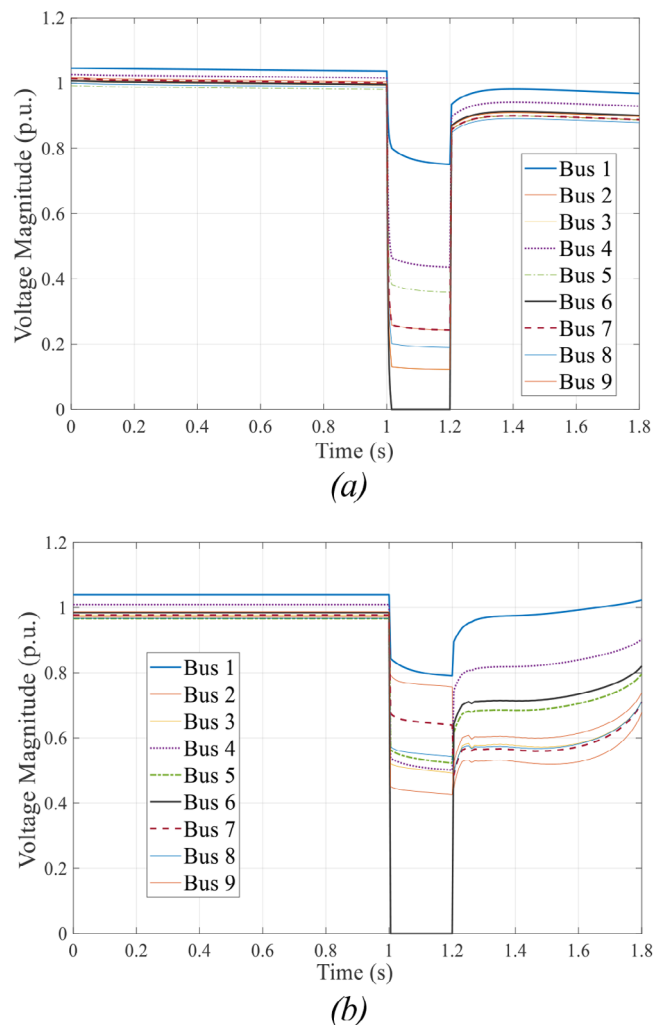 1.2
1
0.8
0.6
0.4
0.2
0
Voltage Magnitude (p.u.)
Bus 1
Bus 2
Bus 3
Bus 4
Bus 5
Bus 6
Bus 7
Bus 8
Bus 9
0 0.2 0.4 0.6 0.8 1 1.2 1.4 1.6 1.8
Time (s)
(a)
1.2
1
0.8
0.6
0.4
0.2
0
Voltage Magnitude (p.u.)
Bus 1
Bus 2
Bus 3
Bus 4
Bus 5
Bus 6
Bus 7
Bus 8
Bus 9
0 0.2 0.4 0.6 0.8 1 1.2 1.4 1.6 1.8
Time (s)
(b)